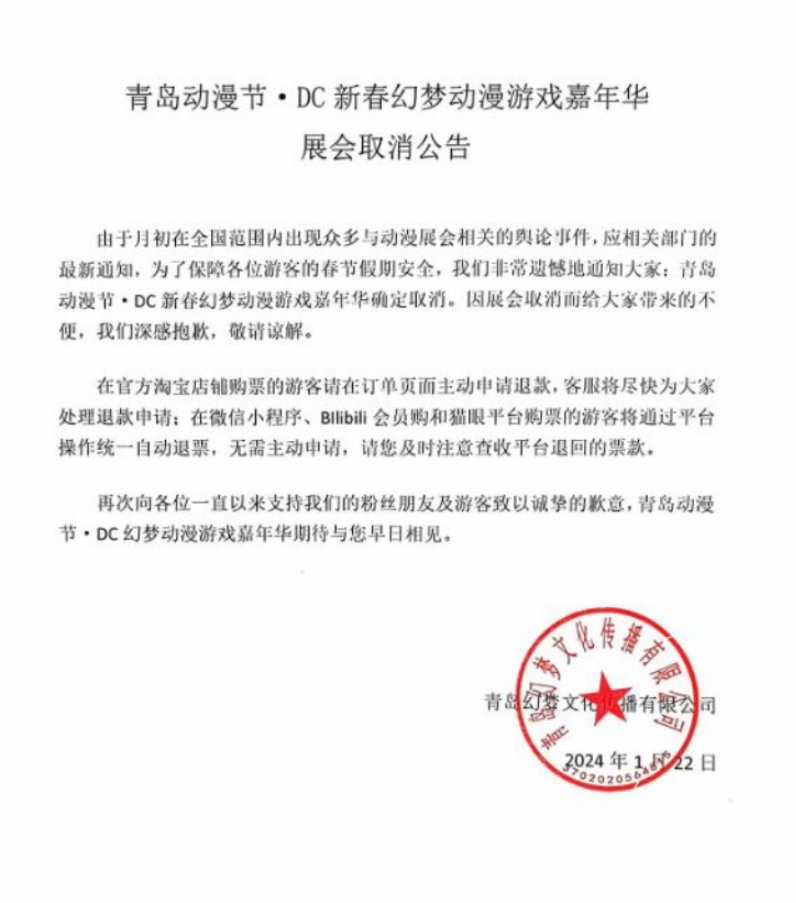 青岛动漫节·DC 新春幻梦动漫游戏嘉年华
展会取消公告
由于月初在全国范围内出现众多与动漫展会相关的舆论事件，应相关部门的
最新通知，为了保障各位游客的春节假期安全，我们非常遗憾地通知大家：青岛
动漫节·DC 新春幻梦动漫游戏嘉年华确定取消。因展会取消而给大家带来的不
便，我们深感抱歉，敬请谅解。
在官方淘宝店铺购票的游客请在订单页面主动申请退款，客服将尽快为大家
处理退款申请；在微信小程序、BIlibili 会员购和猫眼平台购票的游客将通过平台
操作统一自动退票，无需主动申请，请您及时注意查收平台退回的票款。
再次向各位一直以来支持我们的粉丝朋友及游客致以诚挚的歉意，青岛动漫
节·DC 幻梦动漫游戏嘉年华期待与您早日相见。
青岛幻梦文化传播有限公司
青岛幻梦文化传播有限公司
2024 年 1 月 22 日